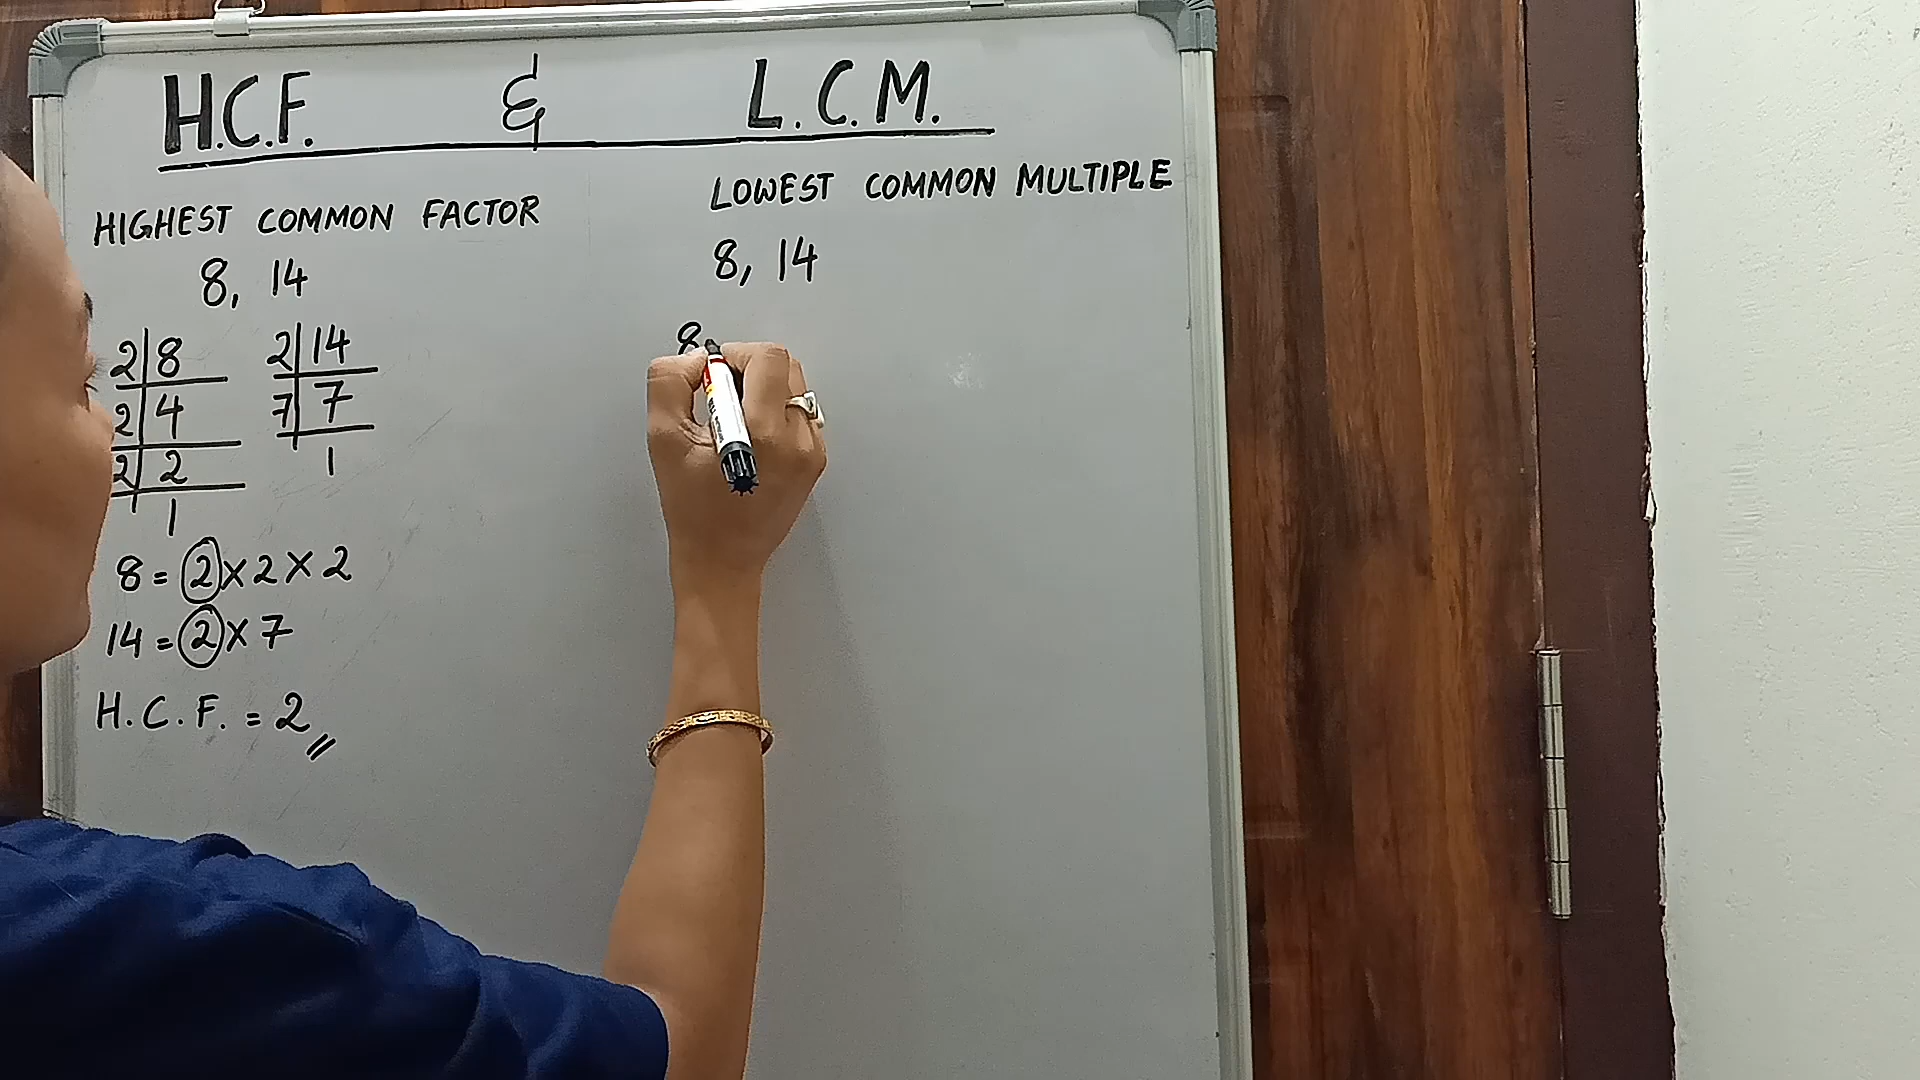 H.C.F. & L.C.M.
HIGHEST COMMON FACTOR
8, 14
2 8
2 4
2 2
1
2 14
7 7
1
8 = 2 × 2 × 2
14 = 2 × 7
H.C.F. = 2
LOWEST COMMON MULTIPLE
8, 14
8